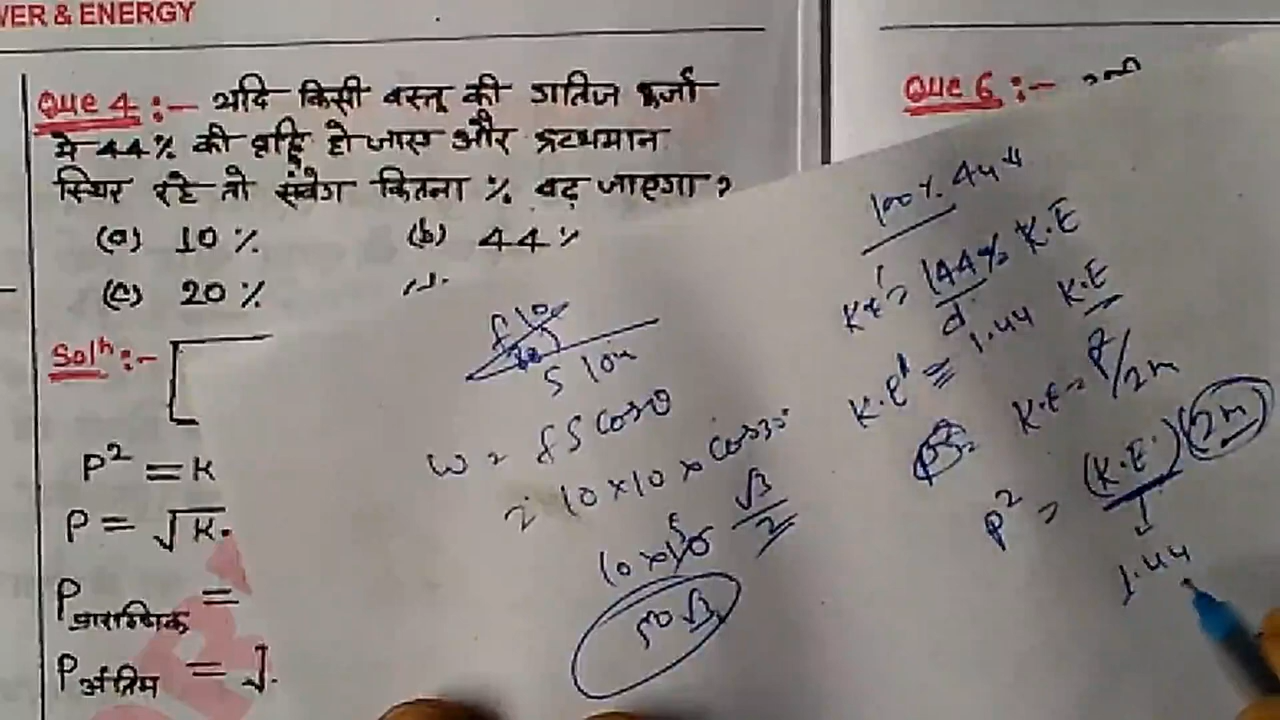 WER & ENERGY
Que 4 :- यदि किसी वस्तु की गतिज ऊर्जा
मे 44% की वृद्धि हो जाए और द्रव्यमान
स्थिर रहे तो संवेग कितना % बढ़ जाएगा ?
(a) 10 % (b) 44 %
(c) 20 %
Solⁿ :-
P² = K
P = √K.
P प्रारम्भिक =
P अंतिम =
Que 6 :-
S 10m
W = FS Cosθ
= 10×10 × Cos30°
10×10 √3/2
50√3
100% 44%
KE' = 144% K.E
K.E' = 1.44 K.E
K.E = P²/2m
P² = (K.E')(2m)
1.44